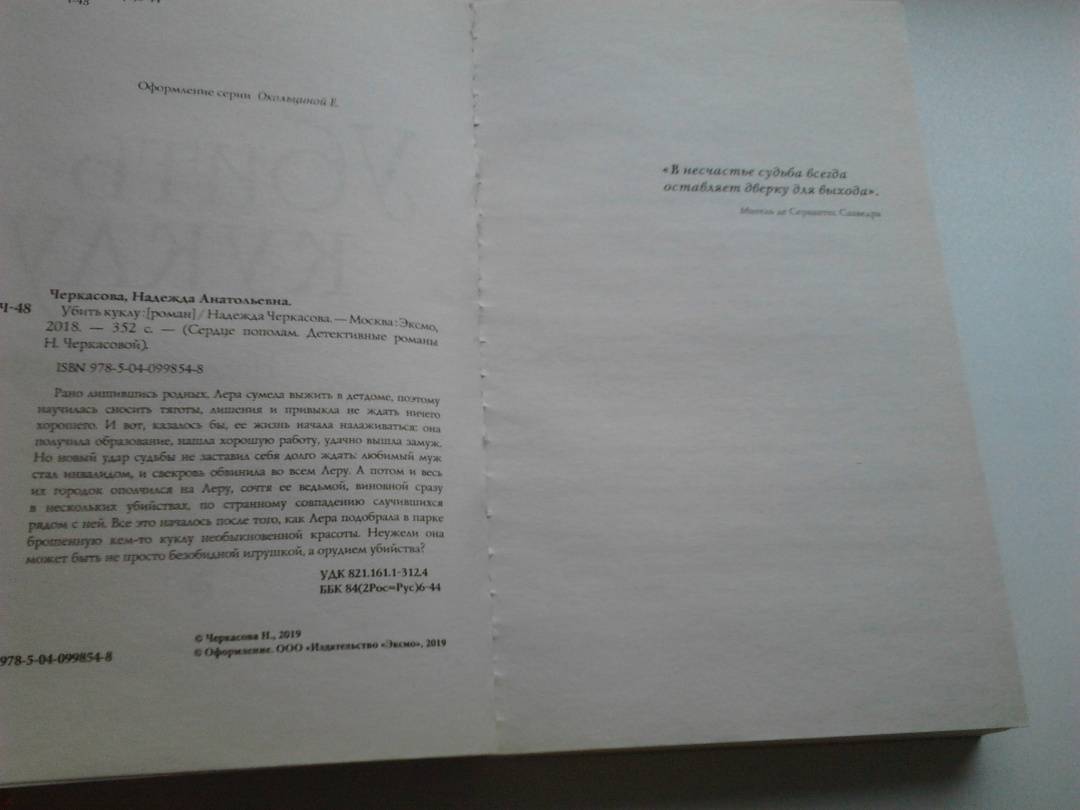 Ч-48
Оформление серии Окольциной Е.
Черкасова, Надежда Анатольевна.
Ч-48
Убить куклу : [роман] / Надежда Черкасова. — Москва : Эксмо,
2018. — 352 с. — (Сердце пополам. Детективные романы
Н. Черкасовой).
ISBN 978-5-04-099854-8
Рано лишившись родных, Лера сумела выжить в детдоме, поэтому
научилась сносить тяготы, лишения и привыкла не ждать ничего
хорошего. И вот, казалось бы, ее жизнь начала налаживаться: она
получила образование, нашла хорошую работу, удачно вышла замуж.
Но новый удар судьбы не заставил себя долго ждать: любимый муж
стал инвалидом, и свекровь обвинила во всем Леру. А потом и весь
их городок ополчился на Леру, сочтя ее ведьмой, виновной сразу
в нескольких убийствах, по странному совпадению случившихся
рядом с ней. Все это началось после того, как Лера подобрала в парке
брошенную кем-то куклу необыкновенной красоты. Неужели она
может быть не просто безобидной игрушкой, а орудием убийства?
УДК 821.161.1-312.4
ББК 84(2Рос=Рус)6-44
© Черкасова Н., 2019
© Оформление. ООО «Издательство «Эксмо», 2019
978-5-04-099854-8
«В несчастье судьба всегда
оставляет дверку для выхода».
Мигель де Сервантес Сааведра